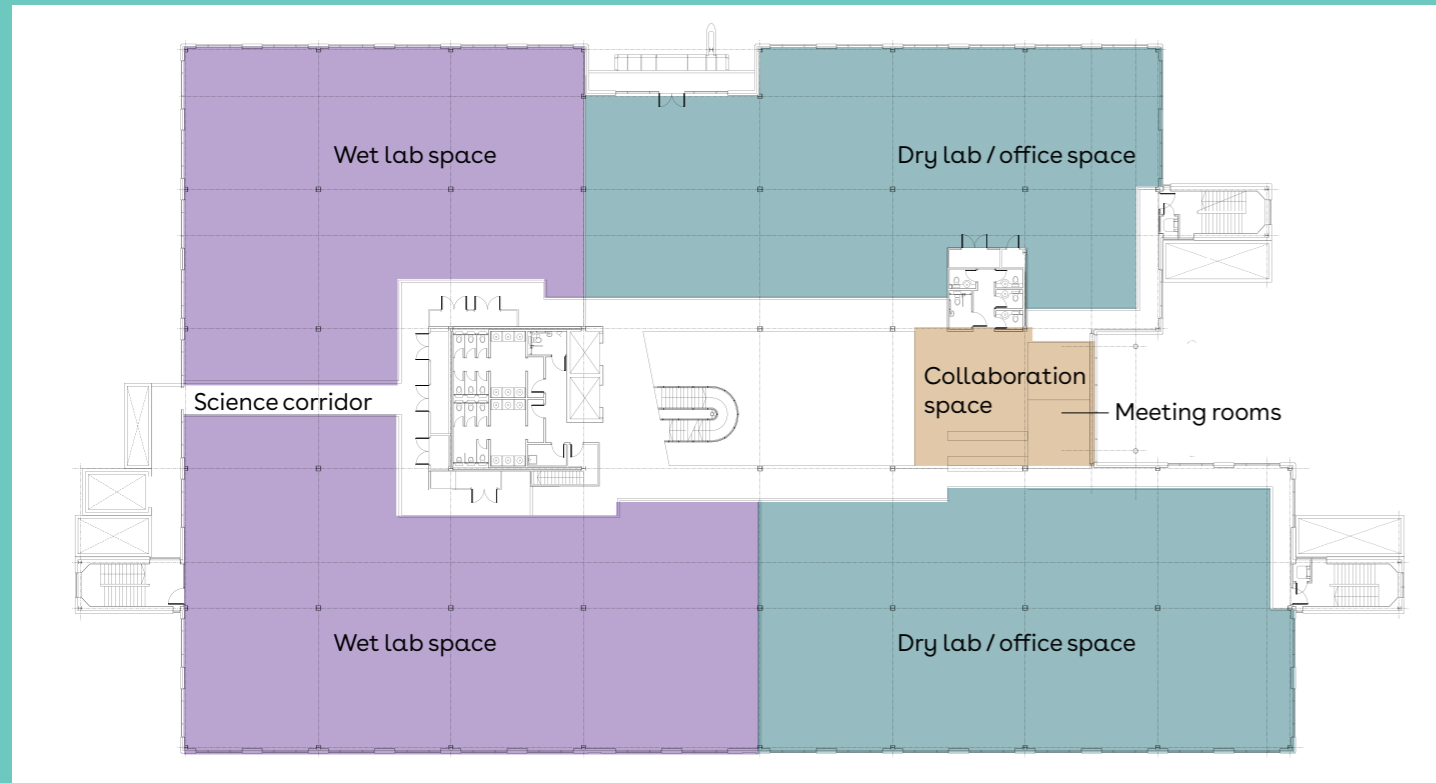 Wet lab space
Dry lab / office space
Science corridor
Collaboration
space
Meeting rooms
Wet lab space
Dry lab / office space